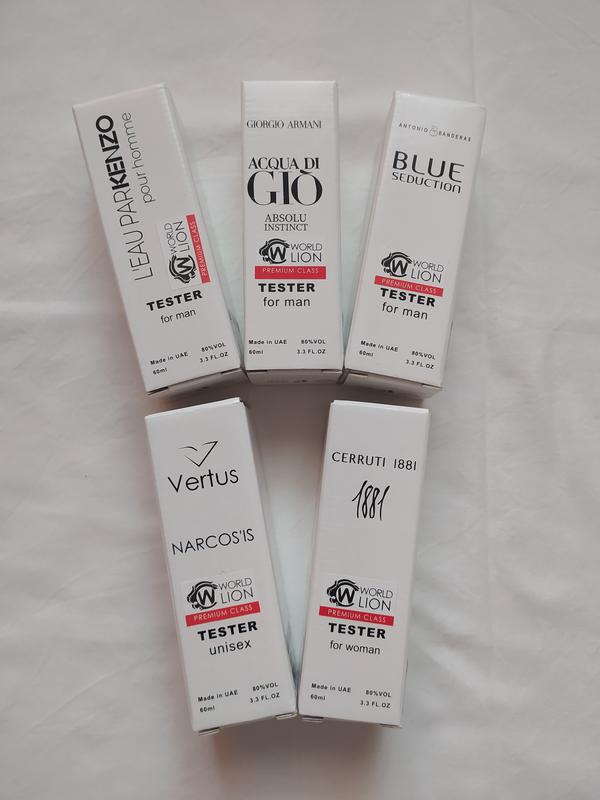 L'EAU PAR KENZO
pour homme
WORLD
LION
PREMIUM CLASS
TESTER
for man
Made in UAE 80%VOL
60ml 3.3 FL.OZ
GIORGIO ARMANI
ACQUA DI
GIÒ
ABSOLU
INSTINCT
WORLD
LION
PREMIUM CLASS
TESTER
for man
Made in UAE 80%VOL
60ml 3.3 FL.OZ
ANTONIO BANDERAS
BLUE
SEDUCTION
WORLD
LION
PREMIUM CLASS
TESTER
for man
Made in UAE 80%VOL
60ml 3.3 FL.OZ
Vertus
NARCOS'IS
WORLD
LION
PREMIUM CLASS
TESTER
unisex
Made in UAE 80%VOL
60ml 3.3 FL.OZ
CERRUTI 1881
1881
WORLD
LION
PREMIUM CLASS
TESTER
for woman
Made in UAE 80%VOL
60ml 3.3 FL.OZ